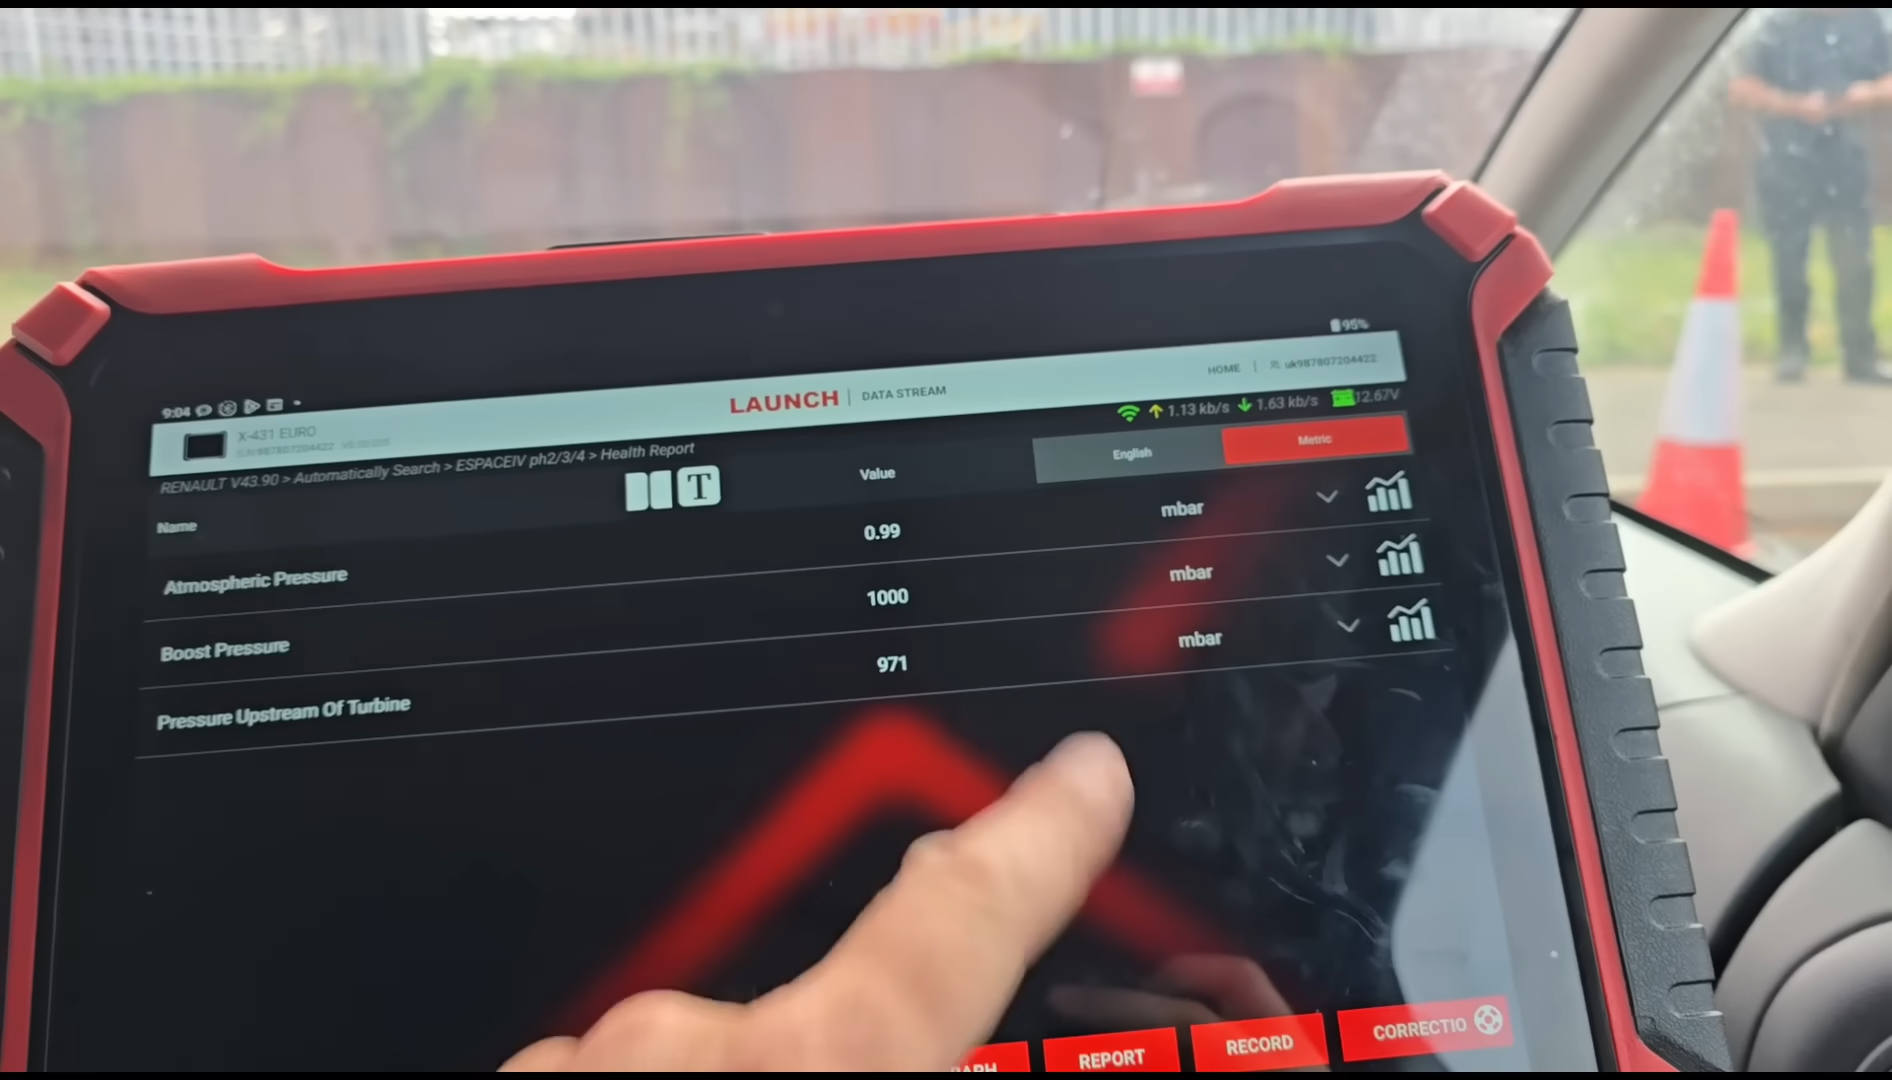 9:04
95%
X-431 EURO
LAUNCH | DATA STREAM
HOME | uk987807204422
1.13 kb/s 1.63 kb/s 12.67V
RENAULT V43.90 > Automatically Search > ESPACEIV ph2/3/4 > Health Report
Name
T
Value
English
Metric
Atmospheric Pressure 0.99 mbar
Boost Pressure 1000 mbar
Pressure Upstream Of Turbine 971 mbar
REPORT
RECORD
CORRECTIO